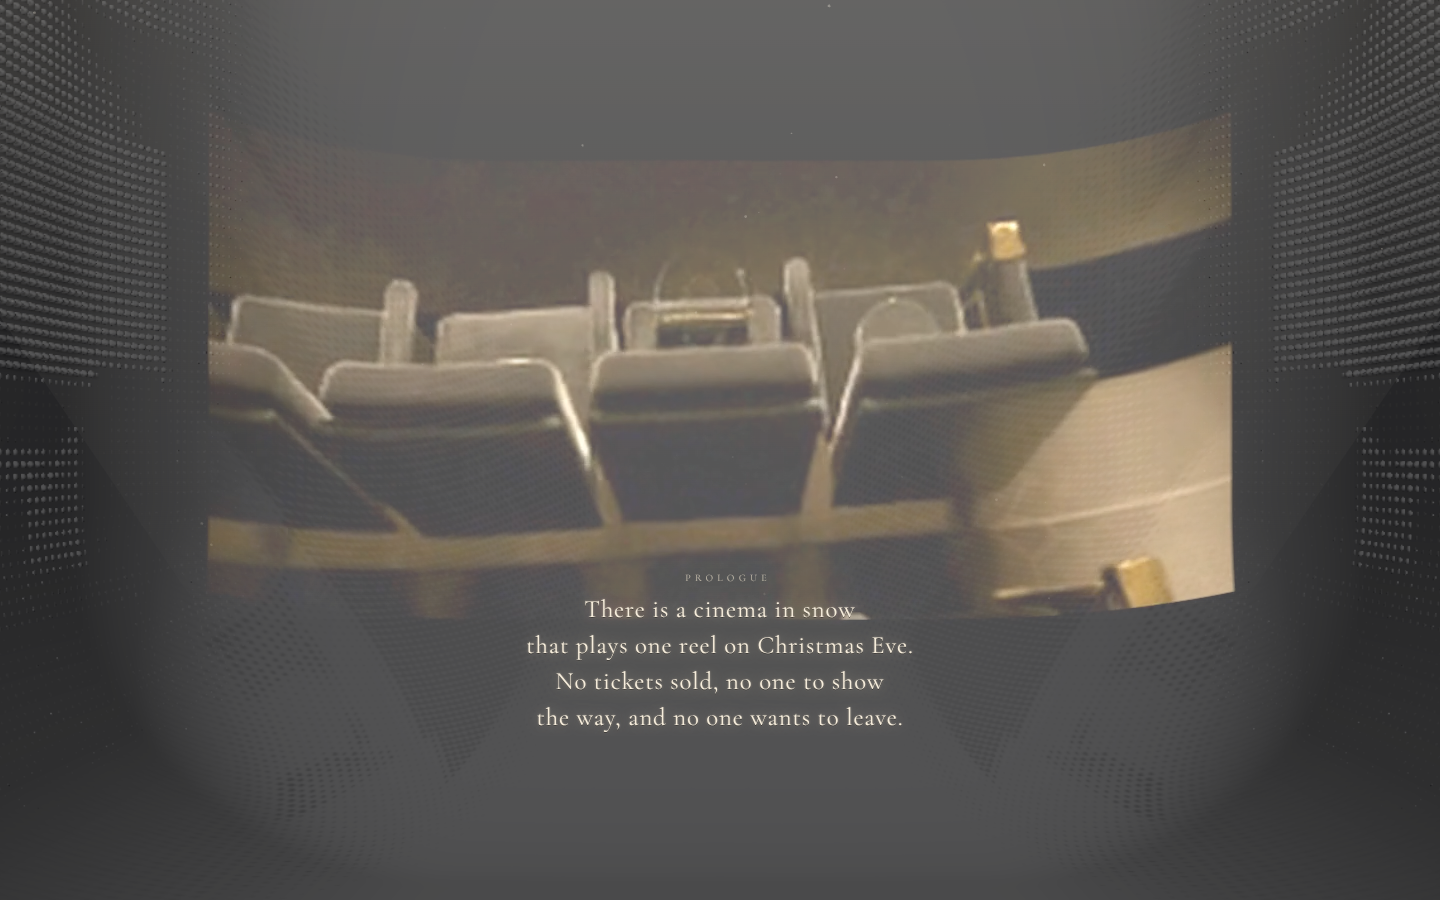 PROLOGUE
There is a cinema in snow
that plays one reel on Christmas Eve.
No tickets sold, no one to show
the way, and no one wants to leave.